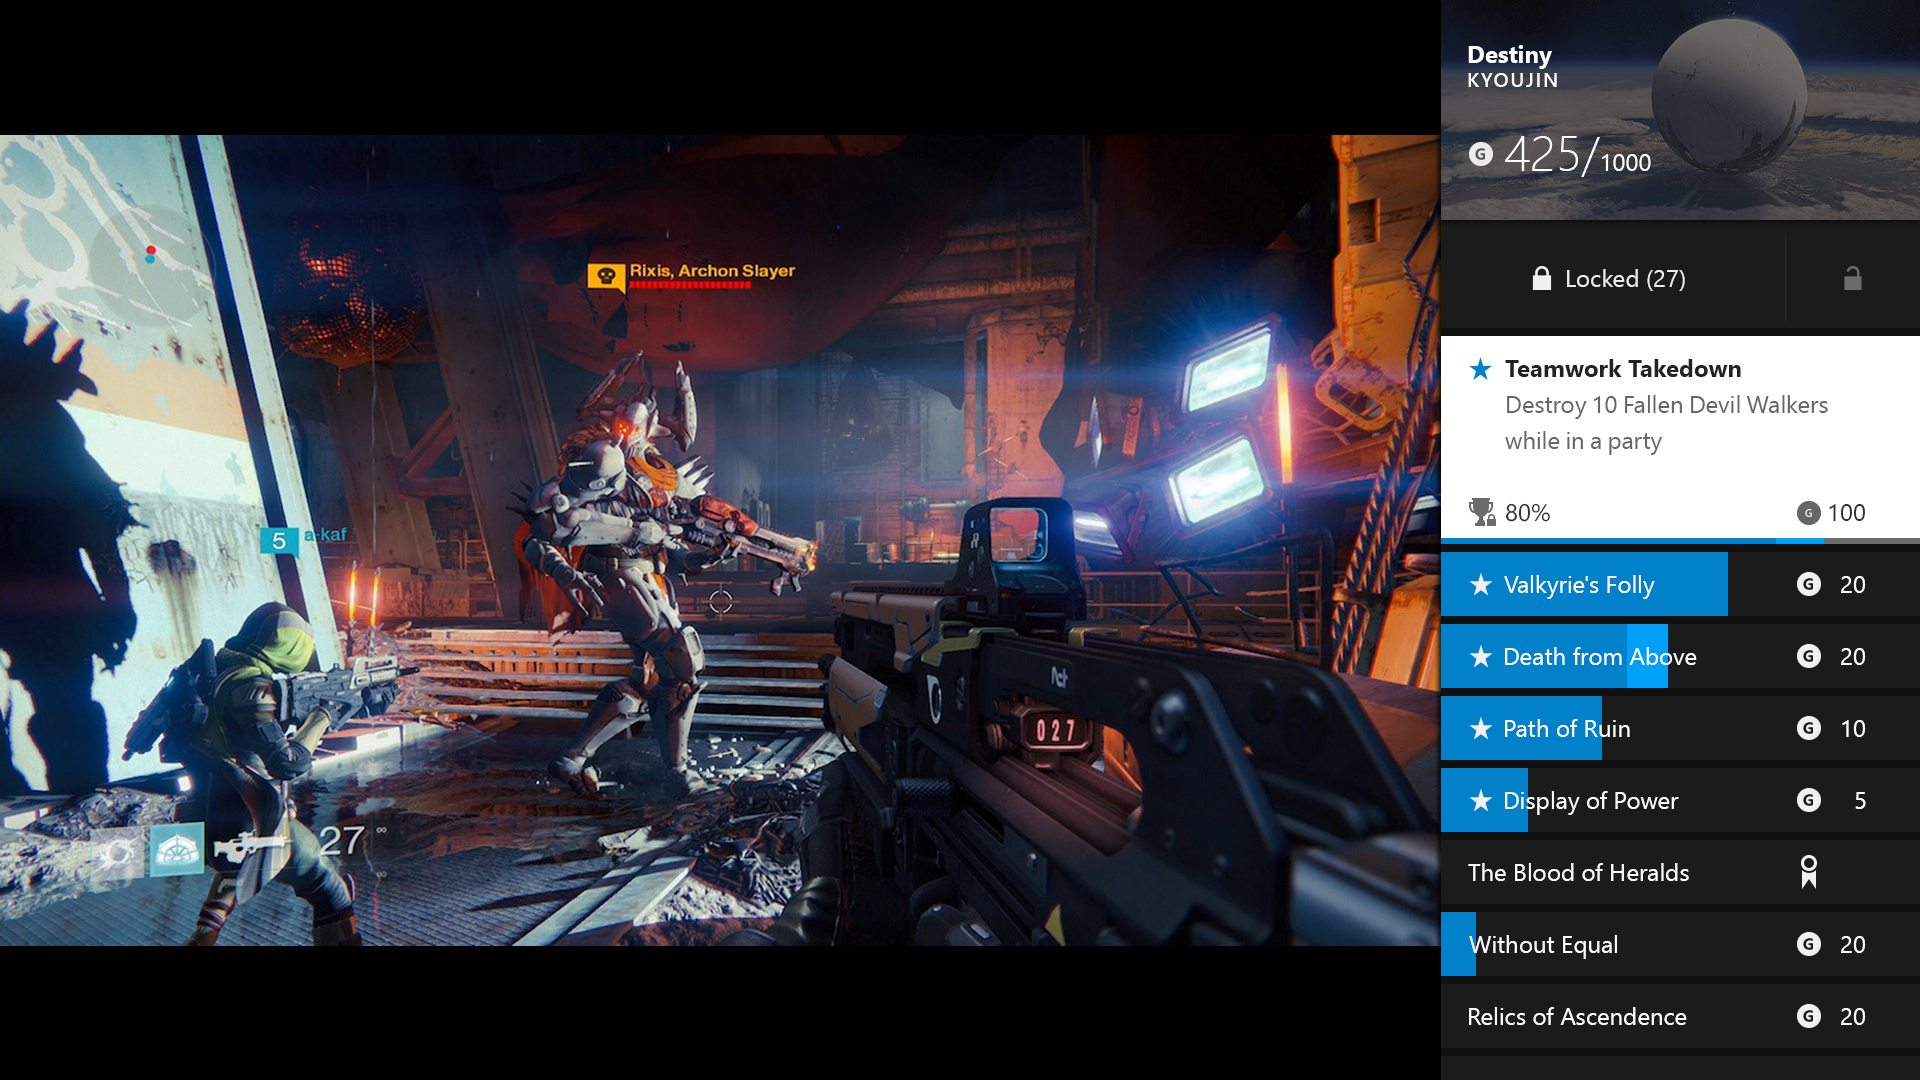 Rixis, Archon Slayer
5 a-kaf
027
27 ∞
∞
Destiny
KYOUJIN
G 425/1000
Locked (27)
Teamwork Takedown
Destroy 10 Fallen Devil Walkers
while in a party
80% G 100
Valkyrie's Folly G 20
Death from Above G 20
Path of Ruin G 10
Display of Power G 5
The Blood of Heralds
Without Equal G 20
Relics of Ascendence G 20